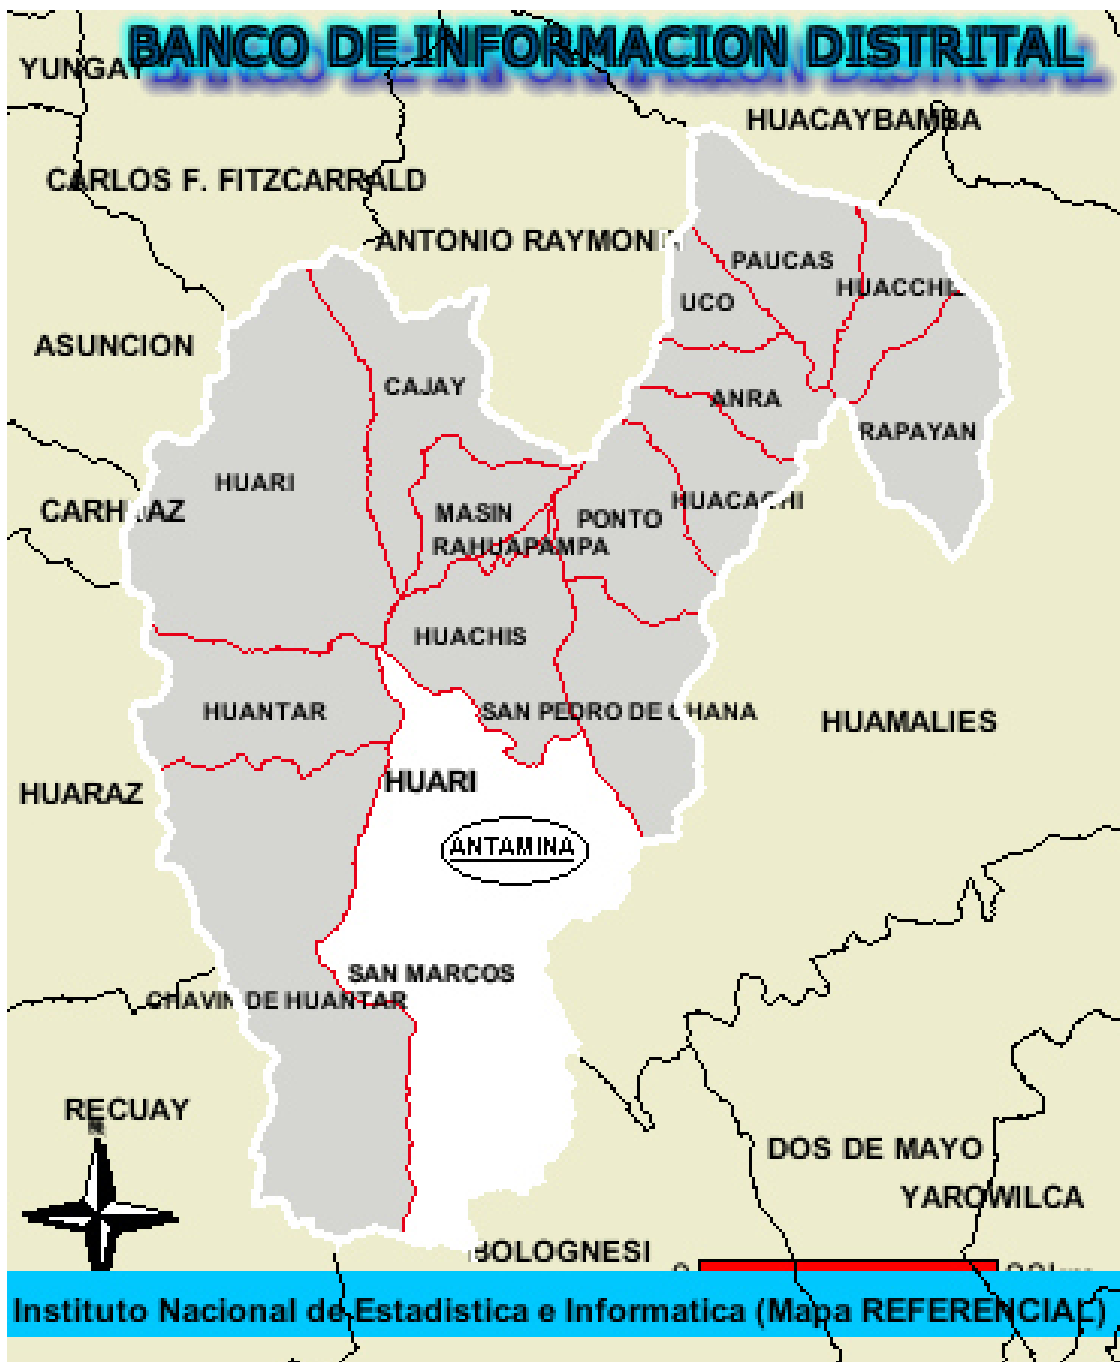 BANCO DE INFORMACION DISTRITAL
YUNGAY
HUACAYBAMBA
CARLOS F. FITZCARRALD
ANTONIO RAYMONDI
PAUCAS
HUACCHI
UCO
ASUNCION
CAJAY
ANRA
RAPAYAN
HUARI
HUACACHI
CARHUAZ
MASIN
PONTO
RAHUAPAMPA
HUACHIS
HUANTAR
SAN PEDRO DE CHANA
HUAMALIES
HUARI
HUARAZ
ANTAMINA
SAN MARCOS
CHAVIN DE HUANTAR
RECUAY
DOS DE MAYO
YAROWILCA
BOLOGNESI
Instituto Nacional de Estadistica e Informatica (Mapa REFERENCIAL)